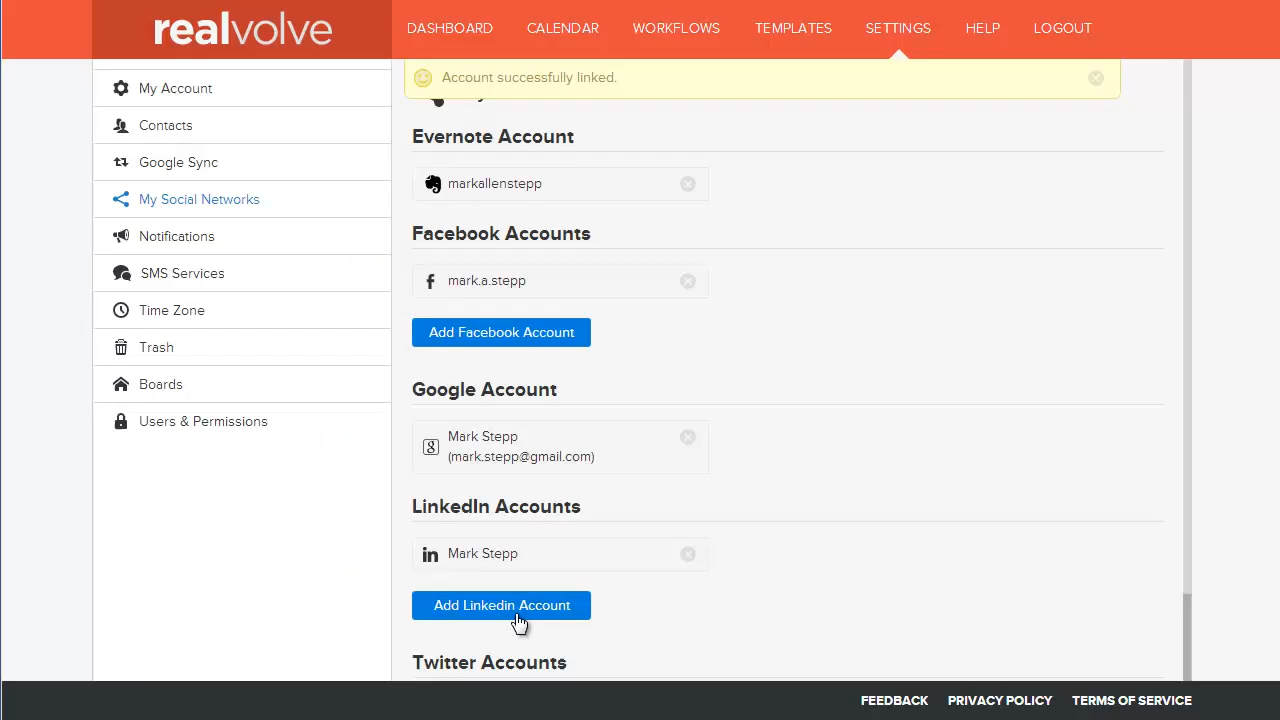 realvolve
DASHBOARD
CALENDAR
WORKFLOWS
TEMPLATES
SETTINGS
HELP
LOGOUT
My Account
Contacts
Google Sync
My Social Networks
Notifications
SMS Services
Time Zone
Trash
Boards
Users & Permissions
Account successfully linked.
Evernote Account
markallenstepp
Facebook Accounts
mark.a.stepp
Add Facebook Account
Google Account
Mark Stepp
(mark.stepp@gmail.com)
LinkedIn Accounts
Mark Stepp
Add Linkedin Account
Twitter Accounts
FEEDBACK
PRIVACY POLICY
TERMS OF SERVICE